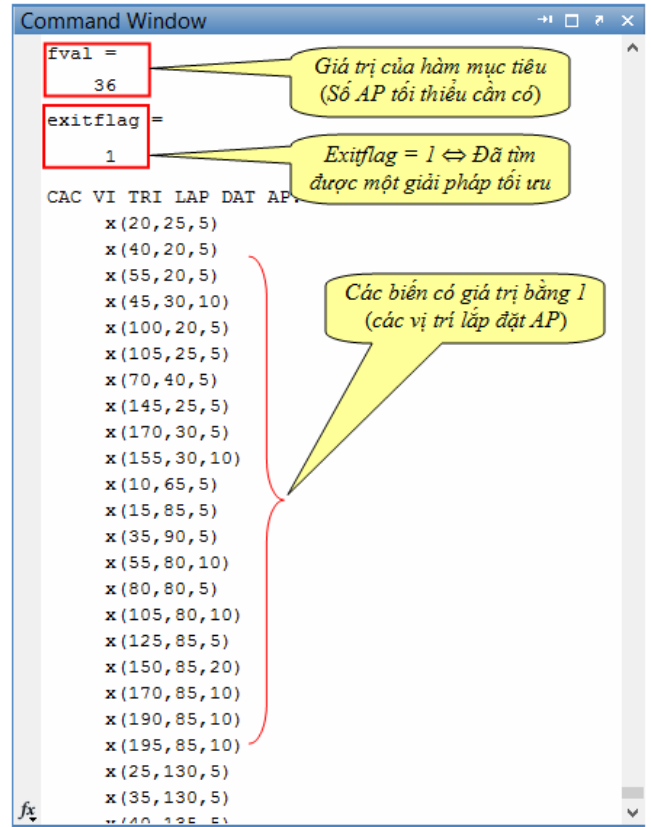 Command Window
fval =
36
Giá trị của hàm mục tiêu
(Số AP tối thiểu cần có)
exitflag =
1
Exitflag = 1 ⇔ Đã tìm
được một giải pháp tối ưu
CAC VI TRI LAP DAT AP:
x(20,25,5)
x(40,20,5)
x(55,20,5)
x(45,30,10)
Các biến có giá trị bằng 1
(các vị trí lắp đặt AP)
x(100,20,5)
x(105,25,5)
x(70,40,5)
x(145,25,5)
x(170,30,5)
x(155,30,10)
x(10,65,5)
x(15,85,5)
x(35,90,5)
x(55,80,10)
x(80,80,5)
x(105,80,10)
x(125,85,5)
x(150,85,20)
x(170,85,10)
x(190,85,10)
x(195,85,10)
x(25,130,5)
x(35,130,5)
x(40,135,5)
fx